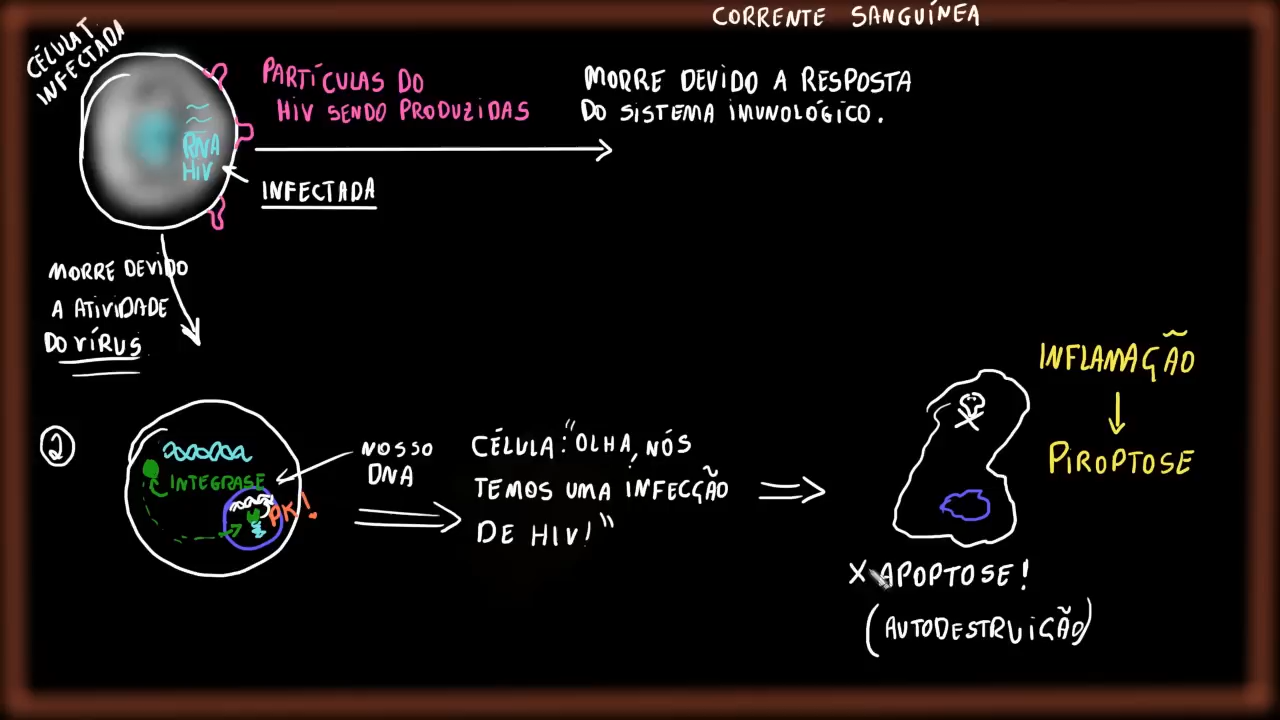 CORRENTE SANGUÍNEA
CÉLULA T
INFECTADA
PARTÍCULAS DO
HIV SENDO PRODUZIDAS
MORRE DEVIDO A RESPOSTA
DO SISTEMA IMUNOLÓGICO.
RNA
HIV
INFECTADA
MORRE DEVIDO
A ATIVIDADE
DO VÍRUS
INFLAMAÇÃO
PIROPTOSE
2
INTEGRASE
PK!
NOSSO
DNA
CÉLULA: "OLHA, NÓS
TEMOS UMA INFECÇÃO
DE HIV!"
X APOPTOSE!
(AUTODESTRUIÇÃO)